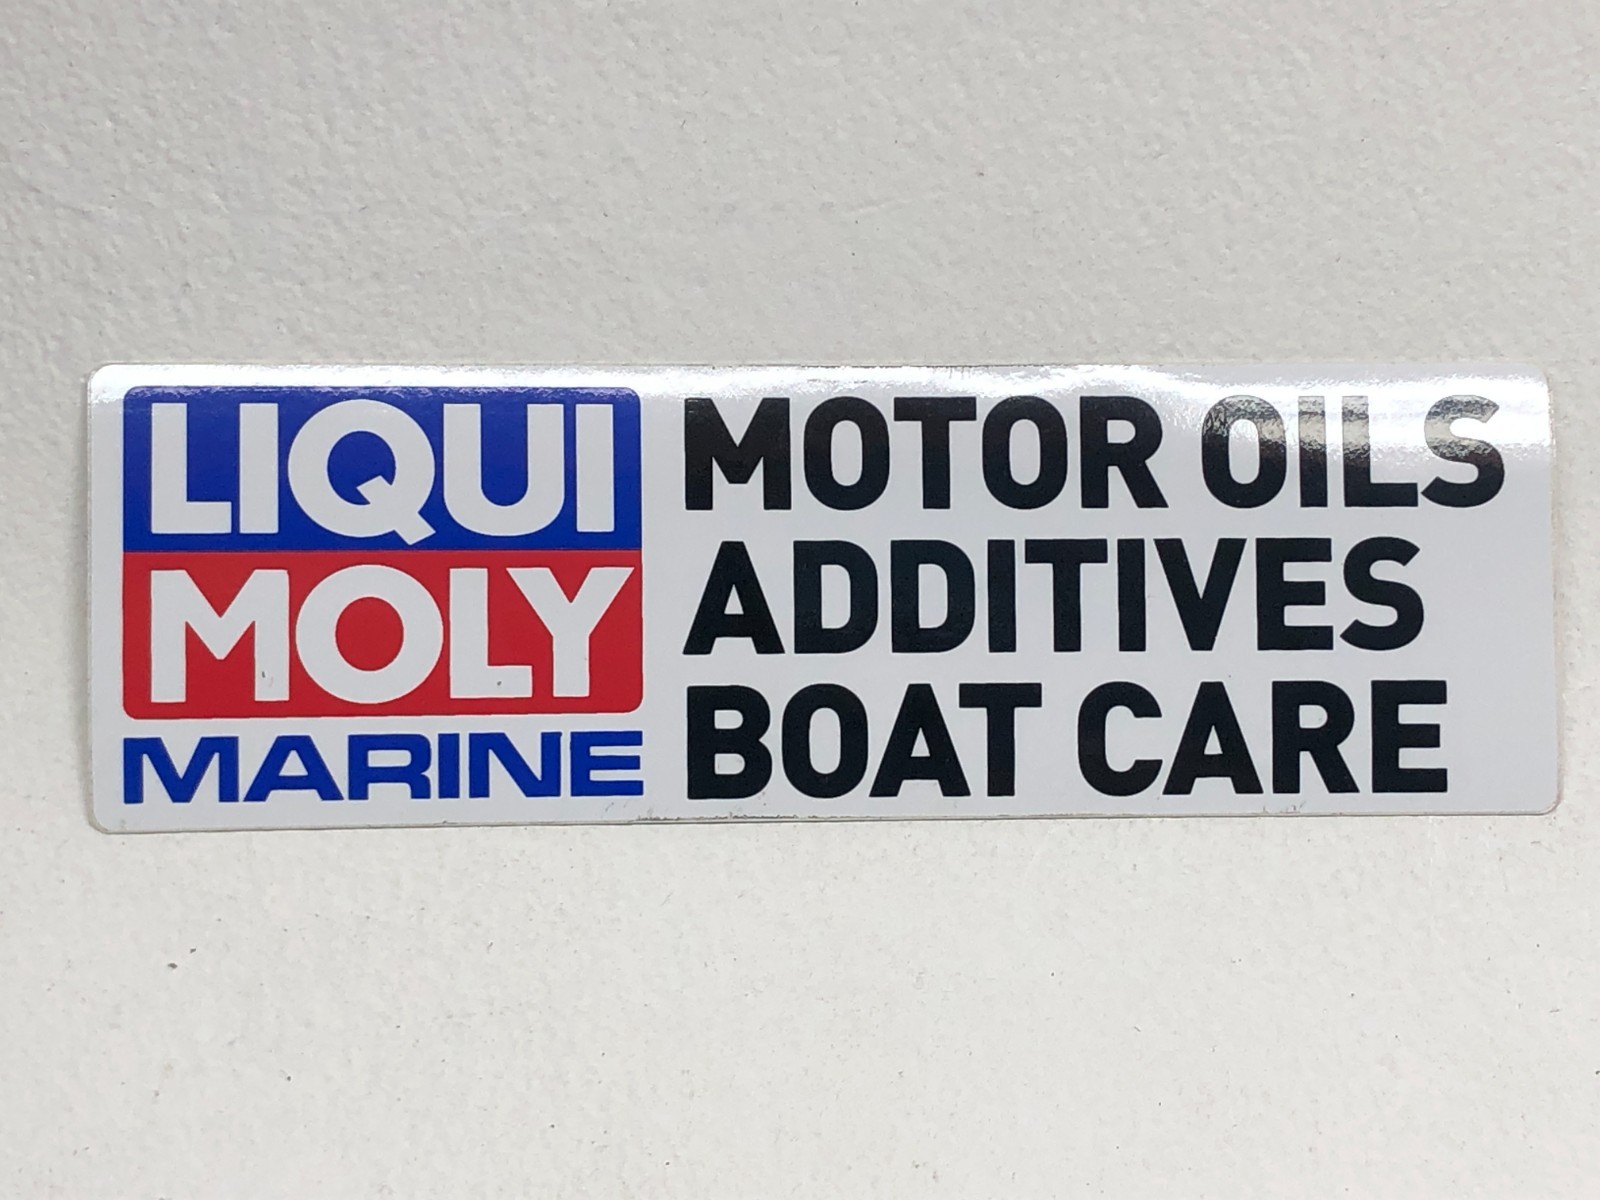 LIQUI
MOLY
MARINE
MOTOR OILS
ADDITIVES
BOAT CARE